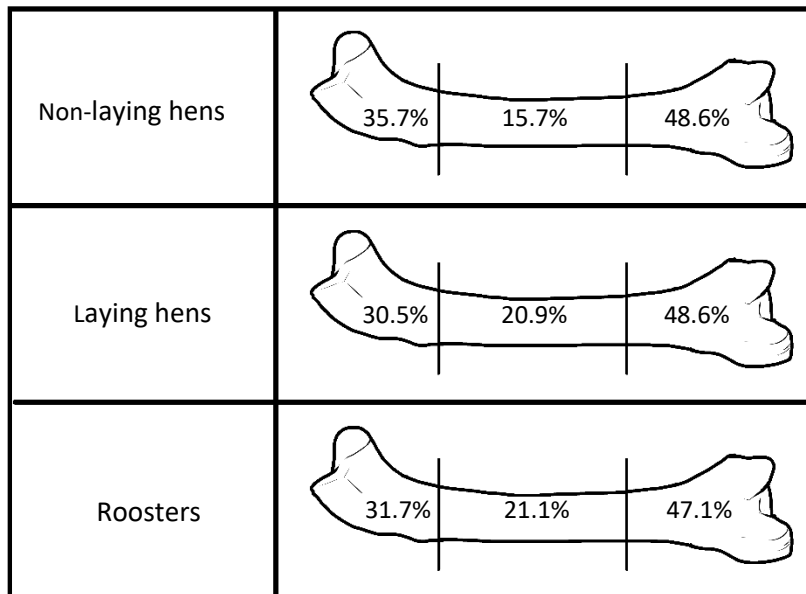 Non-laying hens
35.7% 15.7% 48.6%
Laying hens
30.5% 20.9% 48.6%
Roosters
31.7% 21.1% 47.1%